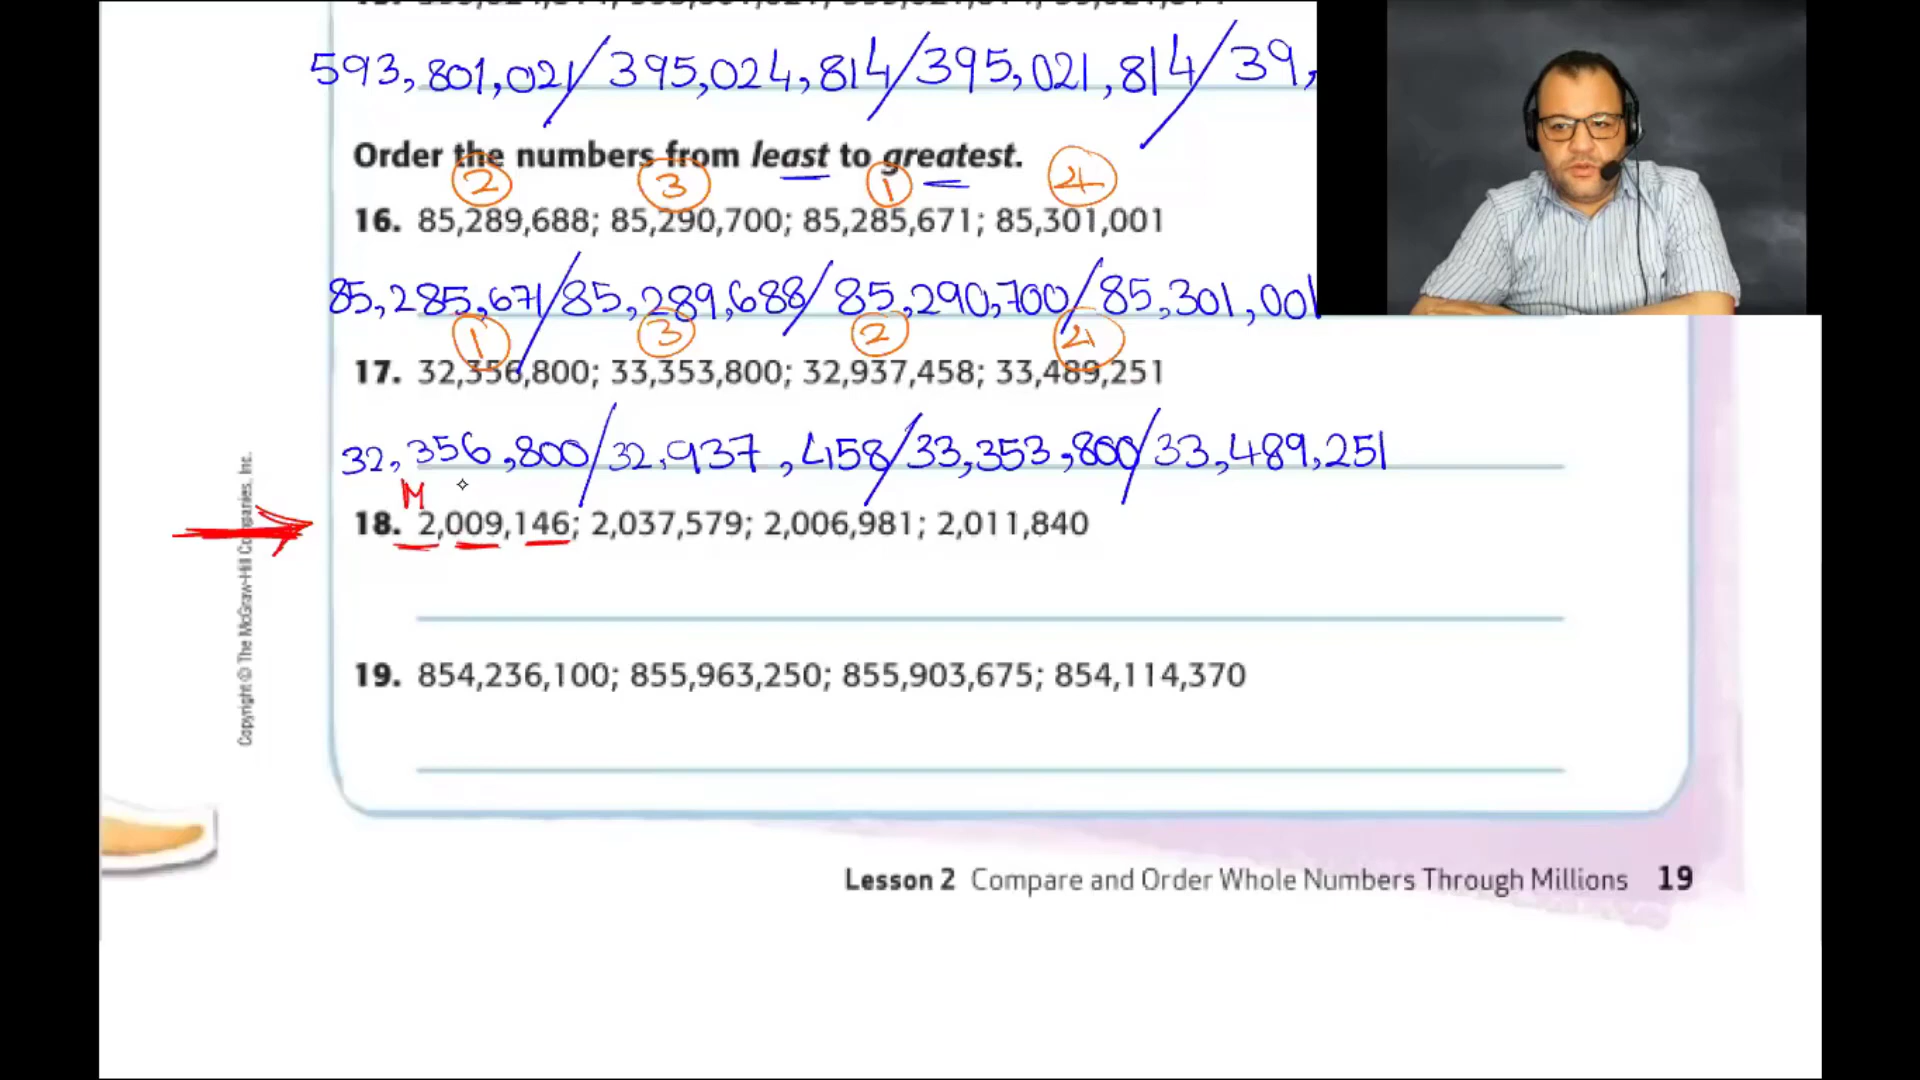 593,801,021/395,024,814/395,021,814/39,
Order the numbers from least to greatest.
2 3 1 4
16. 85,289,688; 85,290,700; 85,285,671; 85,301,001
85,285,671/85,289,688/85,290,700/85,301,001
1 3 2 4
17. 32,356,800; 33,353,800; 32,937,458; 33,489,251
32,356,800/32,937,458/33,353,800/33,489,251
M
18. 2,009,146; 2,037,579; 2,006,981; 2,011,840
19. 854,236,100; 855,963,250; 855,903,675; 854,114,370
Copyright © The McGraw-Hill Companies, Inc.
Lesson 2 Compare and Order Whole Numbers Through Millions 19